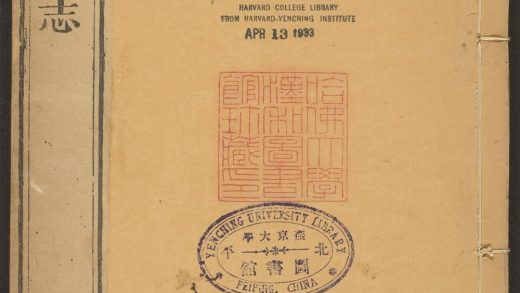 志
HARVARD COLLEGE LIBRARY
FROM HARVARD-YENCHING INSTITUTE
APR 13 1933
哈佛大學
漢和圖書
館珍藏印
YENCHING UNIVERSITY LIBRARY
燕京大學
北平
圖書館
PEIPING, CHINA